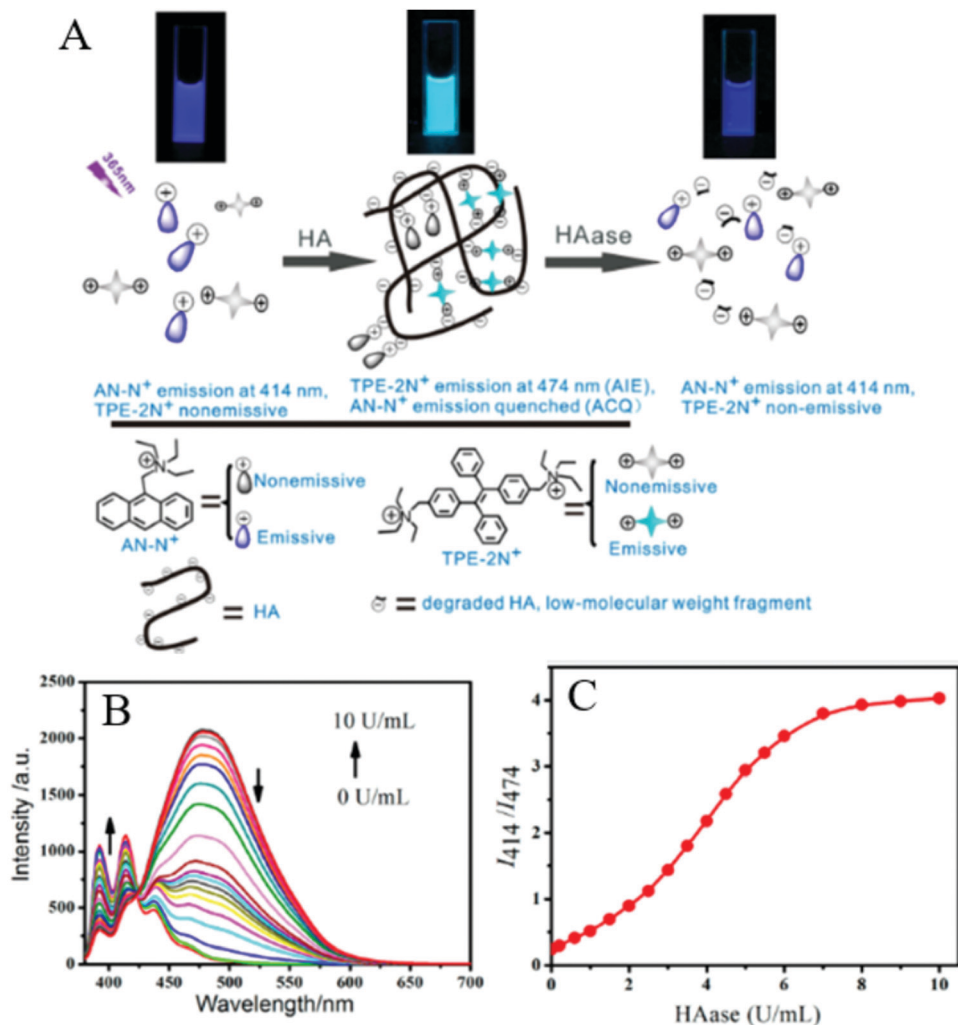 A
365nm
HA
HAase
AN-N⁺ emission at 414 nm,
TPE-2N⁺ nonemissive
TPE-2N⁺ emission at 474 nm (AIE),
AN-N⁺ emission quenched (ACQ)
AN-N⁺ emission at 414 nm,
TPE-2N⁺ non-emissive
N
AN-N⁺
=
Nonemissive
Emissive
N
N
TPE-2N⁺
=
Nonemissive
Emissive
= HA
= degraded HA, low-molecular weight fragment
B
10 U/mL
0 U/mL
Intensity /a.u.
2500
2000
1500
1000
500
0
400 450 500 550 600 650 700
Wavelength/nm
C
I414 /I474
4
3
2
1
0
0 2 4 6 8 10
HAase (U/mL)